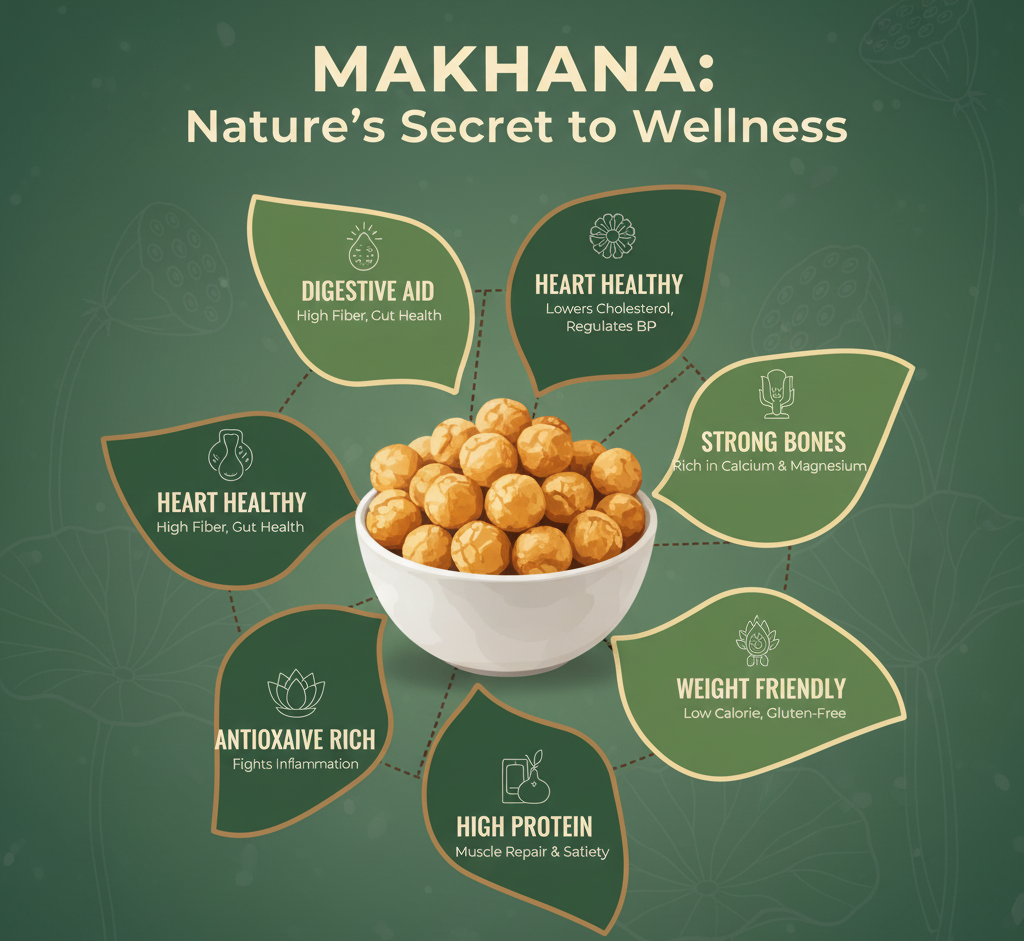 MAKHANA:
Nature's Secret to Wellness
DIGESTIVE AID
High Fiber, Gut Health
HEART HEALTHY
Lowers Cholesterol,
Regulates BP
STRONG BONES
Rich in Calcium & Magnesium
HEART HEALTHY
High Fiber, Gut Health
WEIGHT FRIENDLY
Low Calorie, Gluten-Free
ANTIOXAIVE RICH
Fights Inflammation
HIGH PROTEIN
Muscle Repair & Satiety